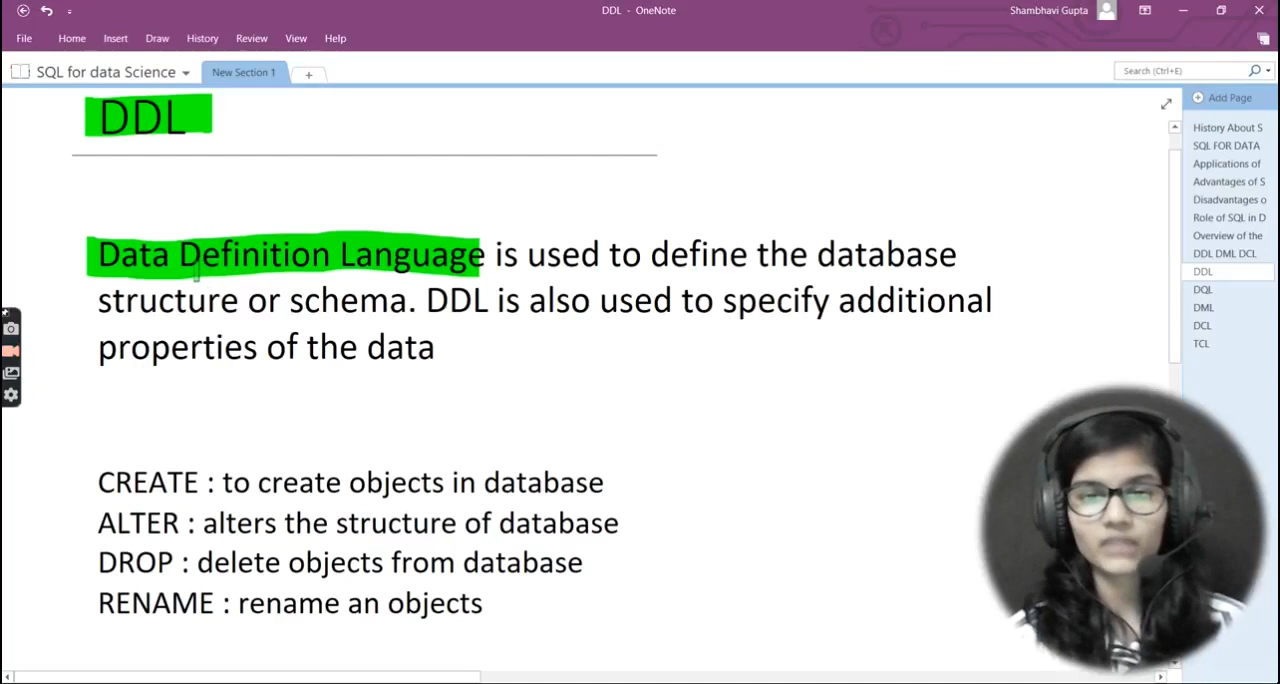 DDL - OneNote
Shambhavi Gupta
File Home Insert Draw History Review View Help
SQL for data Science
New Section 1
+
Search (Ctrl+E)
Add Page
DDL
Data Definition Language is used to define the database
structure or schema. DDL is also used to specify additional
properties of the data
CREATE : to create objects in database
ALTER : alters the structure of database
DROP : delete objects from database
RENAME : rename an objects
History About S
SQL FOR DATA
Applications of
Advantages of S
Disadvantages o
Role of SQL in D
Overview of the
DDL DML DCL
DDL
DQL
DML
DCL
TCL